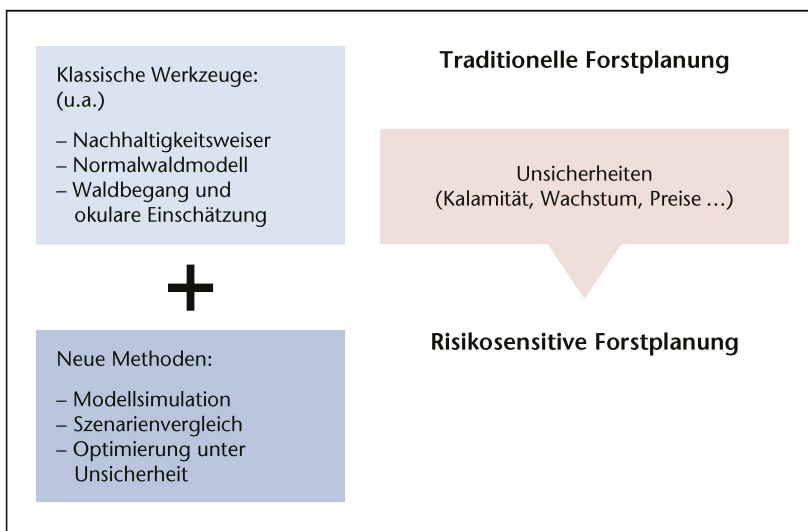 Klassische Werkzeuge:
(u.a.)
– Nachhaltigkeitsweiser
– Normalwaldmodell
– Waldbegang und
okulare Einschätzung
+
Neue Methoden:
– Modellsimulation
– Szenarienvergleich
– Optimierung unter
Unsicherheit
Traditionelle Forstplanung
Unsicherheiten
(Kalamität, Wachstum, Preise ...)
Risikosensitive Forstplanung